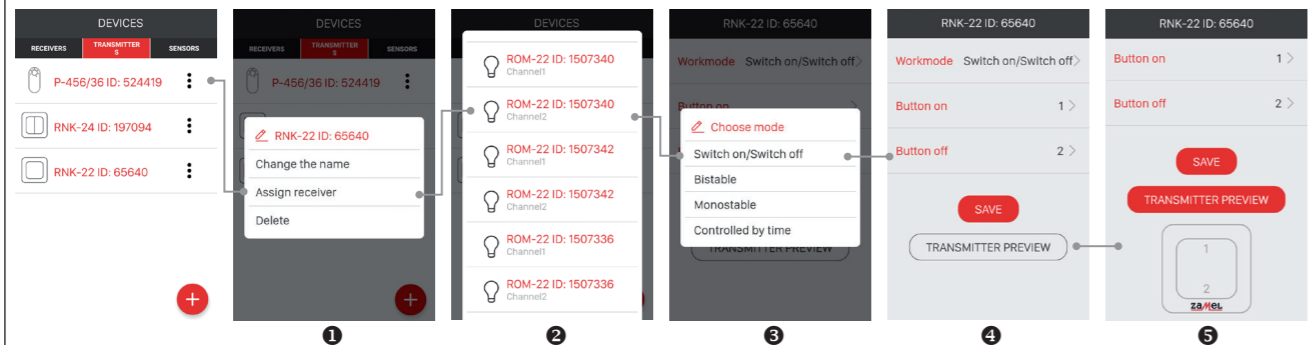 DEVICES
RECEIVERS TRANSMITTER
S SENSORS
P-456/36 ID: 524419
RNK-24 ID: 197094
RNK-22 ID: 65640
+
DEVICES
RECEIVERS TRANSMITTER
S SENSORS
P-456/36 ID: 524419
RNK-22 ID: 65640
Change the name
Assign receiver
Delete
+
❶
DEVICES
ROM-22 ID: 1507340
Channel1
ROM-22 ID: 1507340
Channel2
ROM-22 ID: 1507342
Channel1
ROM-22 ID: 1507342
Channel2
ROM-22 ID: 1507336
Channel1
ROM-22 ID: 1507336
Channel2
❷
RNK-22 ID: 65640
Workmode Switch on/Switch off >
Button on
Choose mode
Switch on/Switch off
Bistable
Monostable
Controlled by time
TRANSMITTER PREVIEW
❸
RNK-22 ID: 65640
Workmode Switch on/Switch off >
Button on 1 >
Button off 2 >
SAVE
TRANSMITTER PREVIEW
❹
RNK-22 ID: 65640
Button on 1 >
Button off 2 >
SAVE
TRANSMITTER PREVIEW
1
2
zamel
❺